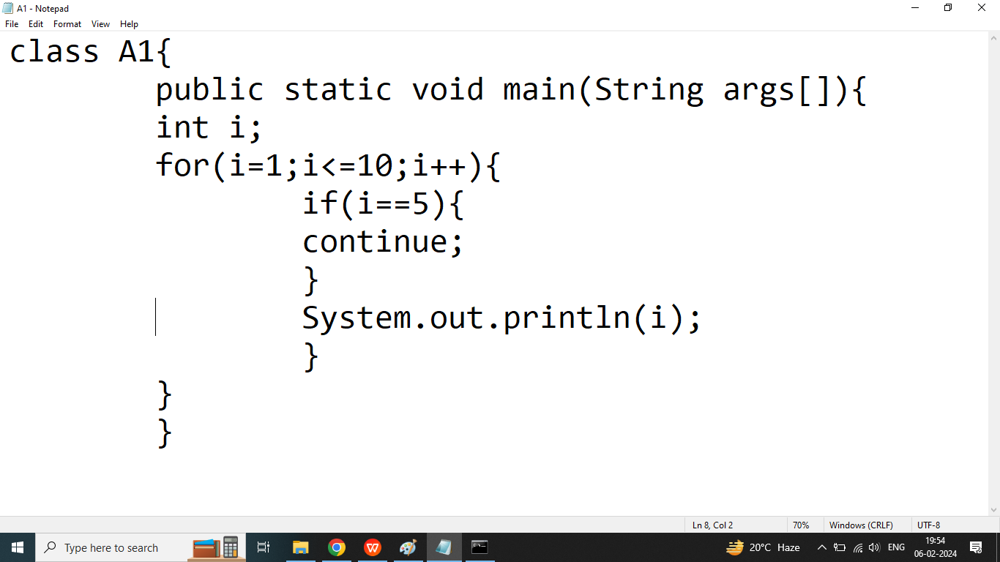 A1 - Notepad
File Edit Format View Help
class A1{
public static void main(String args[]){
int i;
for(i=1;i<=10;i++){
if(i==5){
continue;
}
System.out.println(i);
}
}
}
Ln 8, Col 2 70% Windows (CRLF) UTF-8
Type here to search
20°C Haze
ENG
19:54
06-02-2024